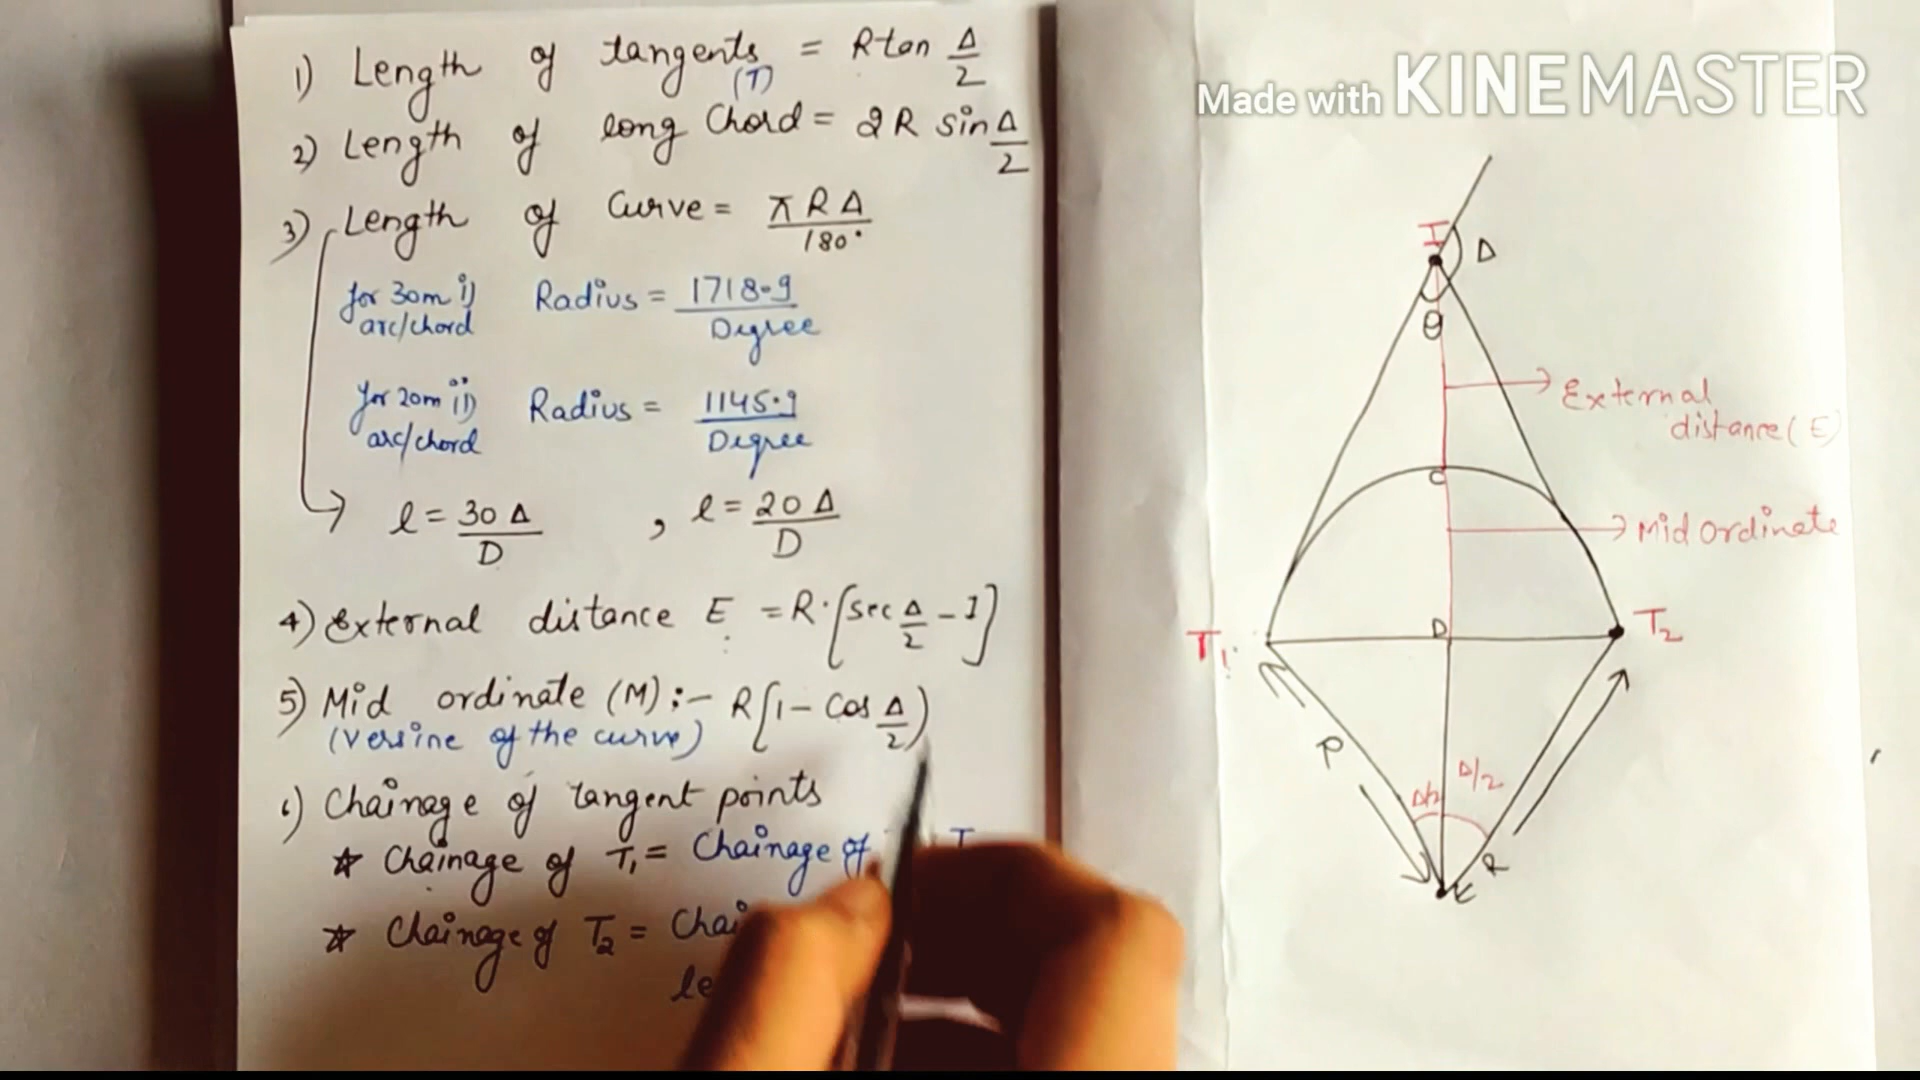 1) Length of tangents = R tan Δ/2
(T)
2) Length of long Chord = 2R sin Δ/2
3) Length of Curve = πRΔ/180°
for 30m i) Radius = 1718.9/Degree
arc/chord
for 20m ii) Radius = 1145.9/Degree
arc/chord
l = 30Δ/D , l = 20Δ/D
4) External distance E = R.[sec Δ/2 - 1]
5) Mid ordinate (M) :- R[1 - Cos Δ/2)
(Versine of the curve)
6) Chainage of tangent points
* Chainage of T1 = Chainage of
* Chainage of T2 =
Made with KINEMASTER
I
Δ
θ
External
distance (E)
C
Mid ordinate
D
T1
T2
R
Δ/2
Δ/2
R
E